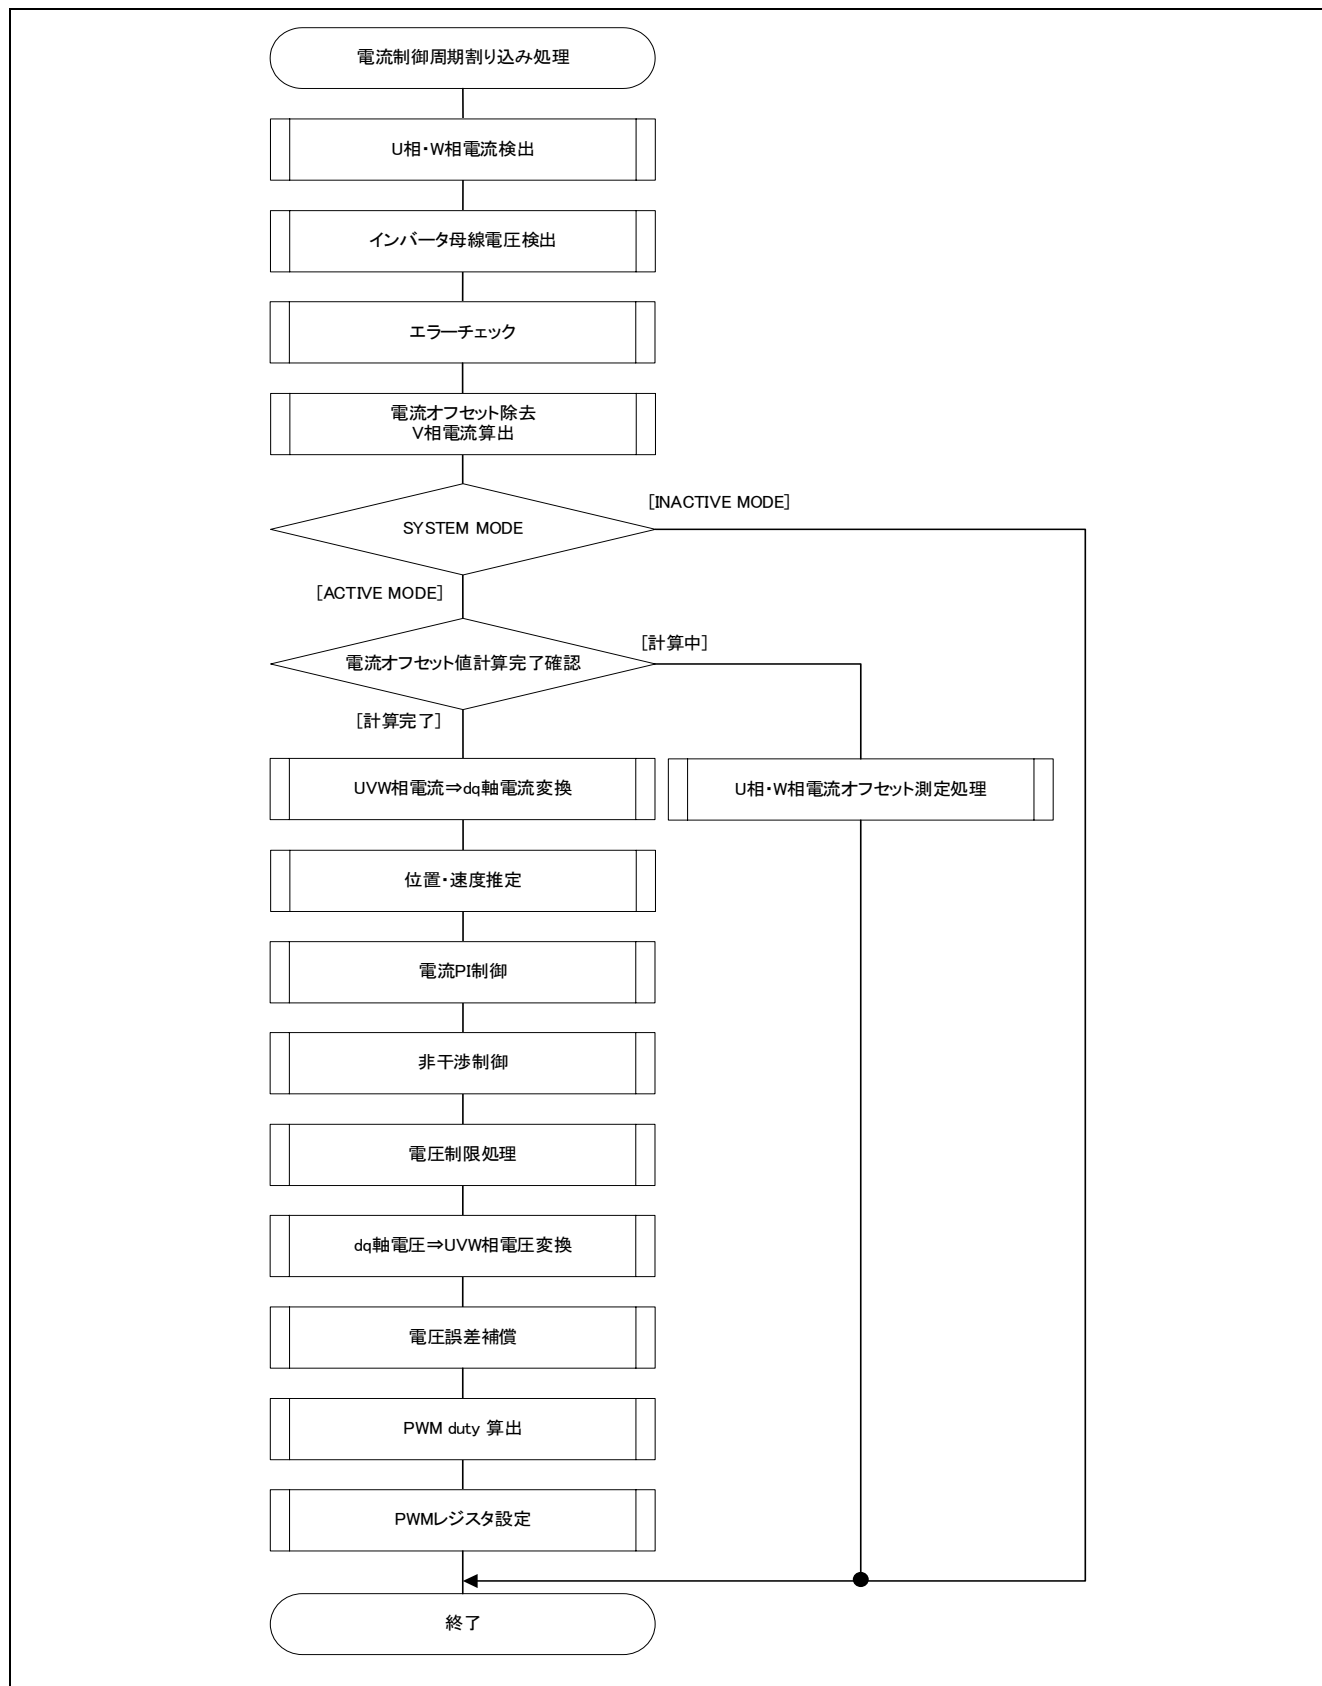 電流制御周期割り込み処理
U相・W相電流検出
インバータ母線電圧検出
エラーチェック
電流オフセット除去
V相電流算出
[INACTIVE MODE]
SYSTEM MODE
[ACTIVE MODE]
[計算中]
電流オフセット値計算完了確認
[計算完了]
UVW相電流⇒dq軸電流変換
U相・W相電流オフセット測定処理
位置・速度推定
電流PI制御
非干渉制御
電圧制限処理
dq軸電圧⇒UVW相電圧変換
電圧誤差補償
PWM duty 算出
PWMレジスタ設定
終了